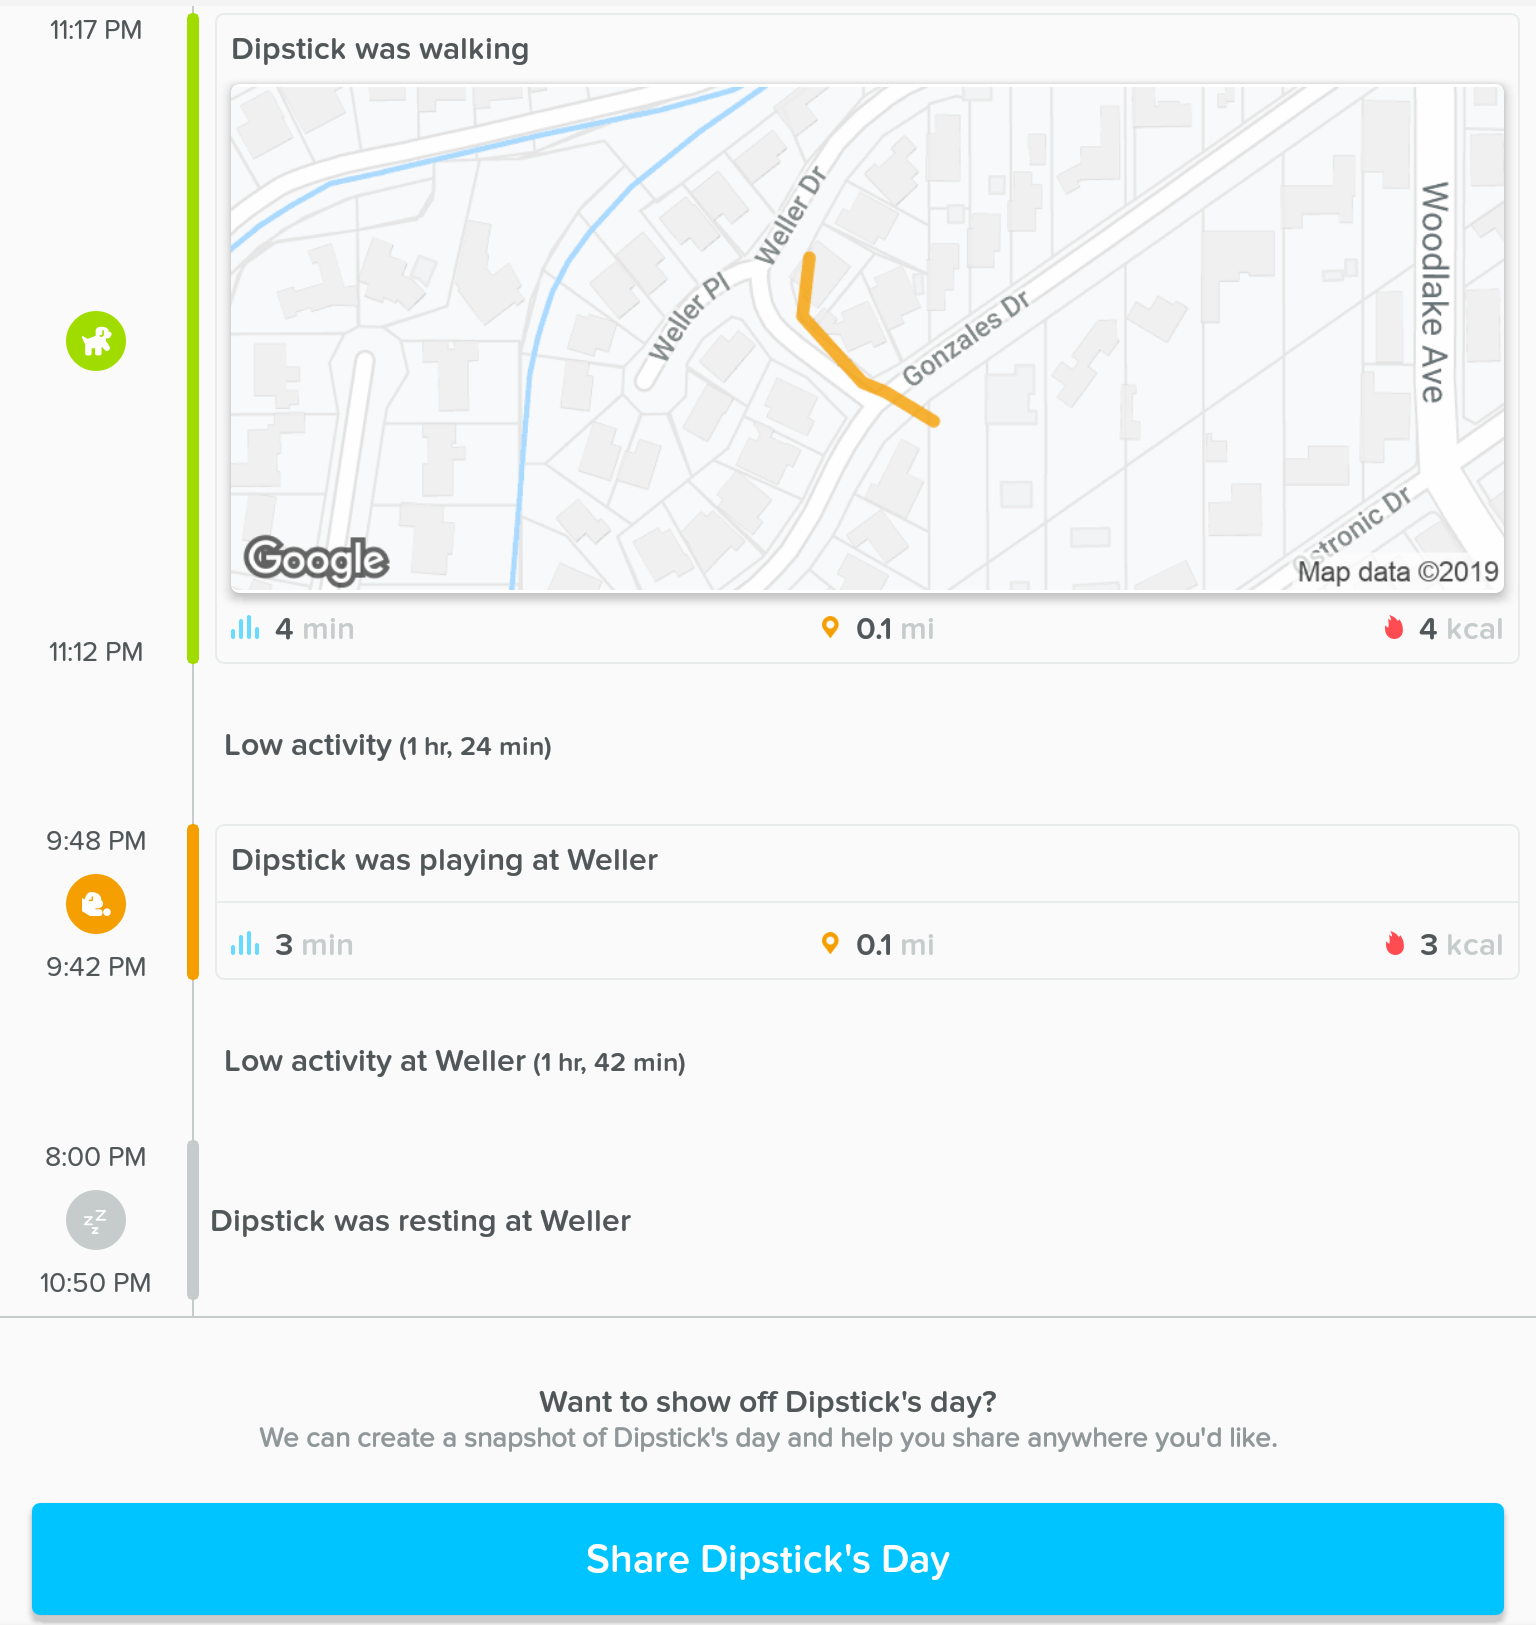 11:17 PM
Dipstick was walking
Weller Dr
Weller Pl
Gonzales Dr
Woodlake Ave
Google
Map data ©2019
4 min
0.1 mi
4 kcal
11:12 PM
Low activity (1 hr, 24 min)
9:48 PM
Dipstick was playing at Weller
3 min
0.1 mi
3 kcal
9:42 PM
Low activity at Weller (1 hr, 42 min)
8:00 PM
zZz
Dipstick was resting at Weller
10:50 PM
Want to show off Dipstick's day?
We can create a snapshot of Dipstick's day and help you share anywhere you'd like.
Share Dipstick's Day